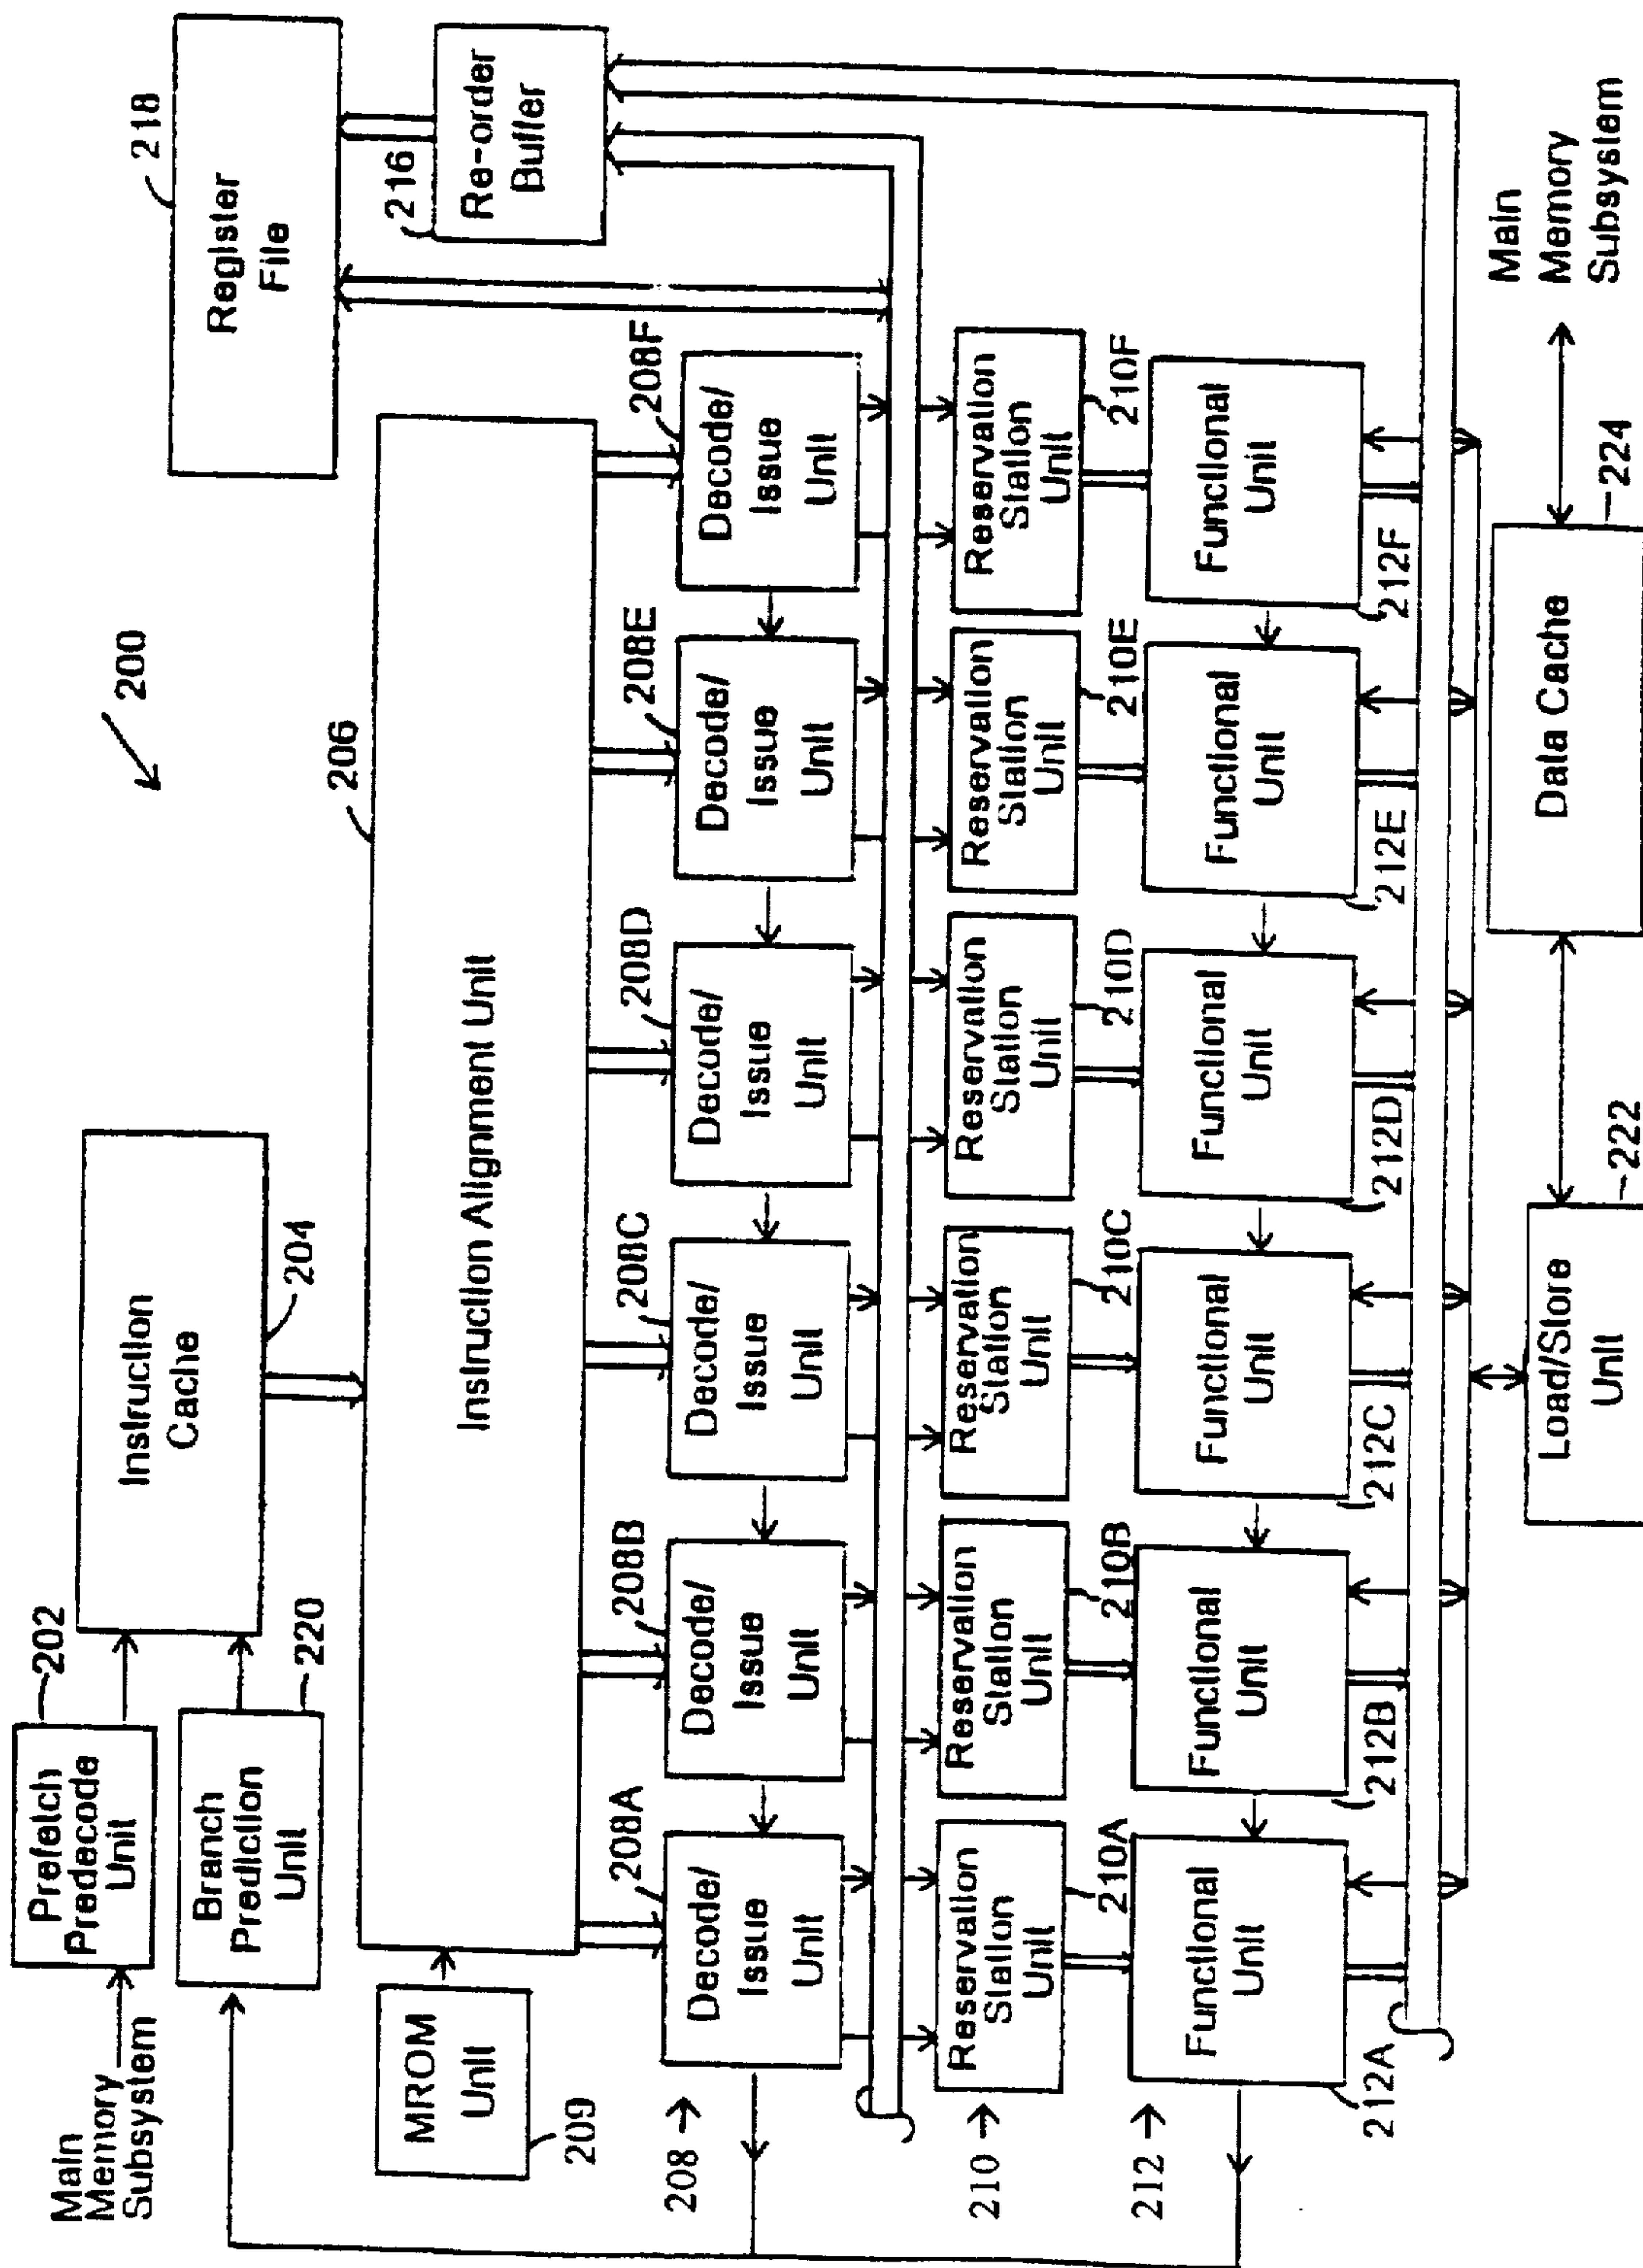 200
Main
Memory
Subsystem
Prefetch
Predecode
Unit
202
Branch
Prediction
Unit
220
Instruction
Cache
204
Register
File
218
Re-order
Buffer
216
206
Instruction Alignment Unit
MROM
Unit
209
208
208A
208B
208C
208D
208E
208F
Decode/
Issue
Unit
Decode/
Issue
Unit
Decode/
Issue
Unit
Decode/
Issue
Unit
Decode/
Issue
Unit
Decode/
Issue
Unit
210
Reservation
Station
Unit
Reservation
Station
Unit
Reservation
Station
Unit
Reservation
Station
Unit
Reservation
Station
Unit
Reservation
Station
Unit
210A
210B
210C
210D
210E
210F
212
Functional
Unit
Functional
Unit
Functional
Unit
Functional
Unit
Functional
Unit
Functional
Unit
212A
212B
212C
212D
212E
212F
Load/Store
Unit
222
Data Cache
224
Main
Memory
Subsystem